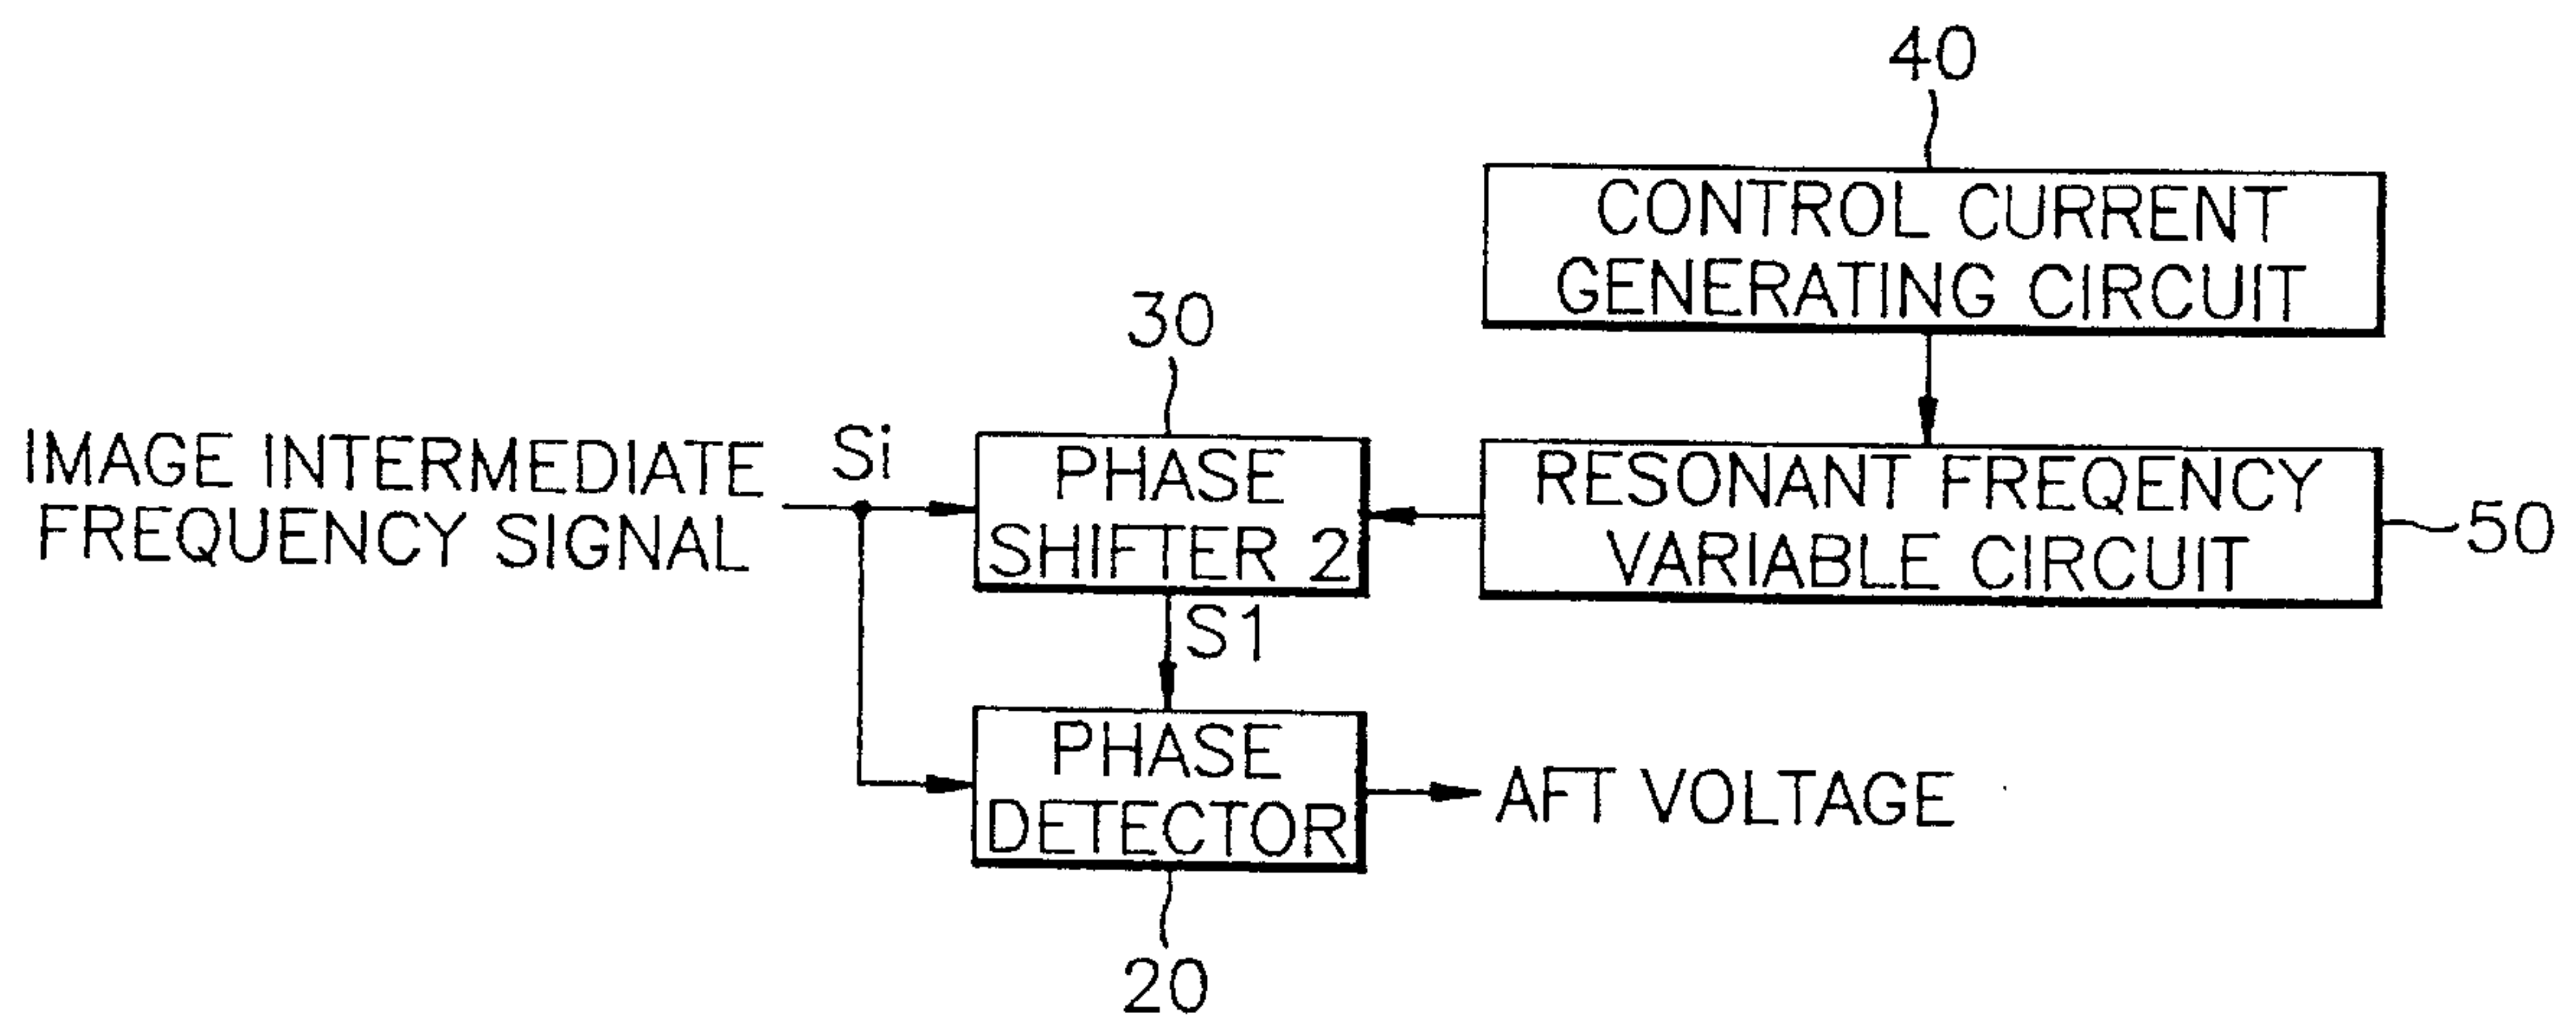 40
CONTROL CURRENT
GENERATING CIRCUIT
30
IMAGE INTERMEDIATE
FREQUENCY SIGNAL
Si
PHASE
SHIFTER 2
RESONANT FREQENCY
VARIABLE CIRCUIT
50
S1
PHASE
DETECTOR
AFT VOLTAGE
20